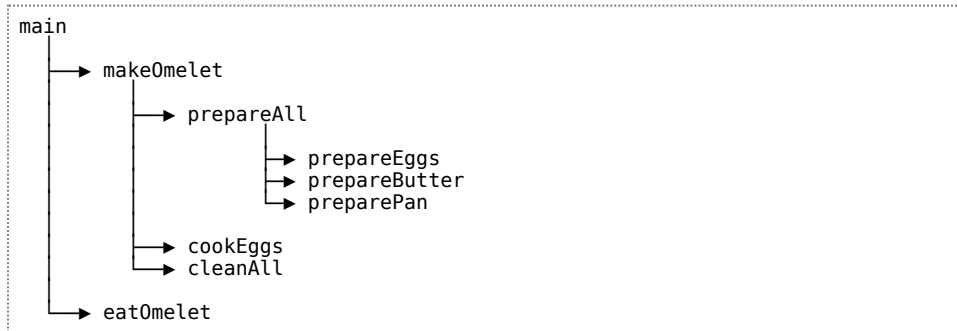 main
makeOmelet
prepareAll
prepareEggs
prepareButter
preparePan
cookEggs
cleanAll
eatOmelet